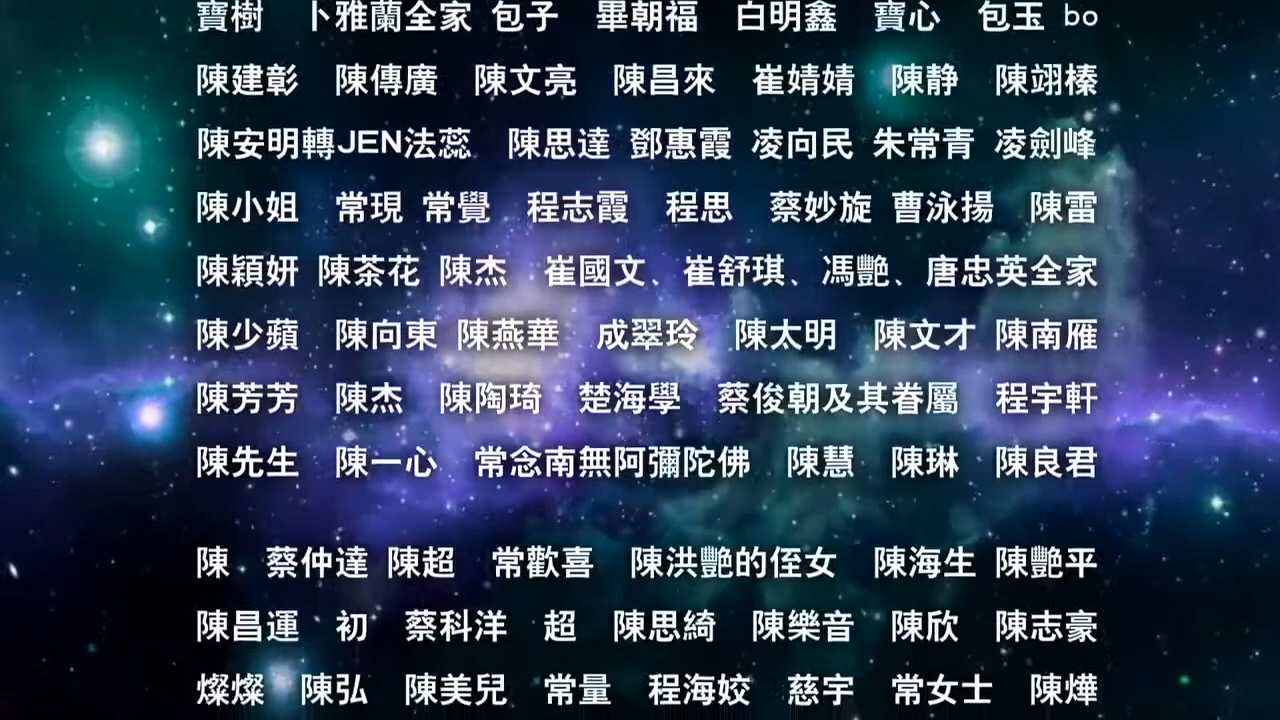 寶樹 卜雅蘭全家 包子 畢朝福 白明鑫 寶心 包玉 bo
陳建彰 陳傳廣 陳文亮 陳昌來 崔婧婧 陳静 陳翊榛
陳安明轉JEN法蕊 陳思達 鄧惠霞 凌向民 朱常青 凌劍峰
陳小姐 常現 常覺 程志霞 程思 蔡妙旋 曹泳揚 陳雷
陳穎妍 陳茶花 陳杰 崔國文、崔舒琪、馮艷、唐忠英全家
陳少蘋 陳向東 陳燕華 成翠玲 陳太明 陳文才 陳南雁
陳芳芳 陳杰 陳陶琦 楚海學 蔡俊朝及其眷屬 程宇軒
陳先生 陳一心 常念南無阿彌陀佛 陳慧 陳琳 陳良君
陳 蔡仲達 陳超 常歡喜 陳洪艷的侄女 陳海生 陳艷平
陳昌運 初 蔡科洋 超 陳思綺 陳樂音 陳欣 陳志豪
燦燦 陳弘 陳美兒 常量 程海姣 慈宇 常女士 陳燁